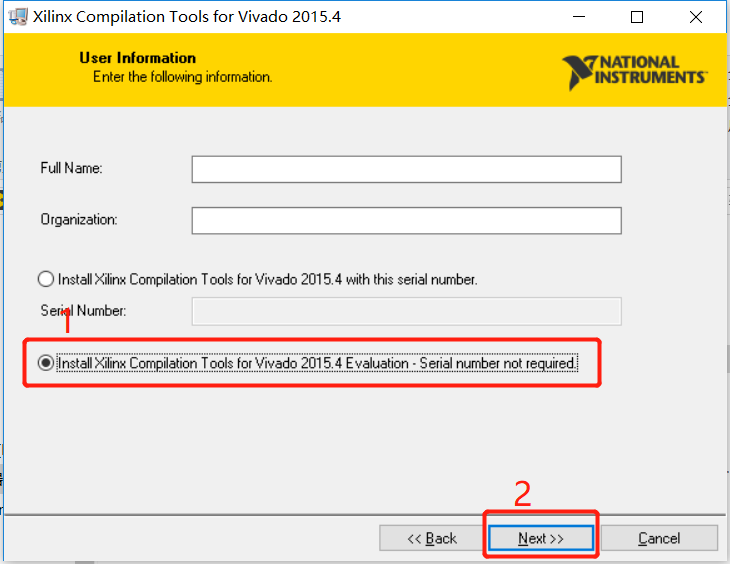 Xilinx Compilation Tools for Vivado 2015.4
User Information
Enter the following information.
NATIONAL
INSTRUMENTS
Full Name:
Organization:
Install Xilinx Compilation Tools for Vivado 2015.4 with this serial number.
Serial Number:
1
Install Xilinx Compilation Tools for Vivado 2015.4 Evaluation - Serial number not required.
2
<< Back
Next >>
Cancel